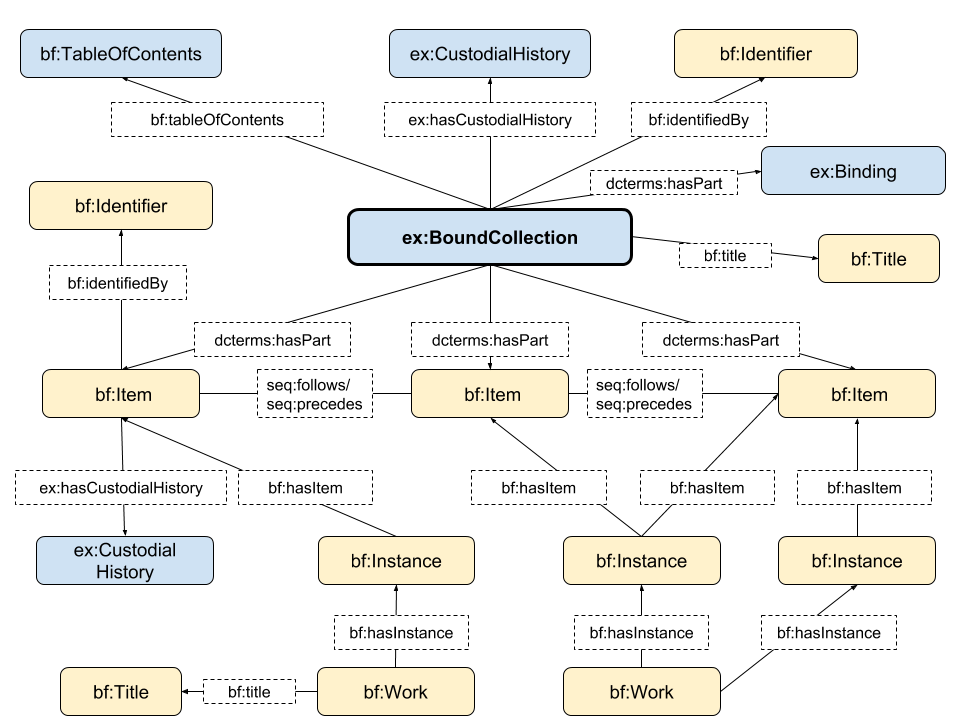 bf:TableOfContents
ex:CustodialHistory
bf:Identifier
bf:tableOfContents
ex:hasCustodialHistory
bf:identifiedBy
ex:Binding
dcterms:hasPart
bf:Identifier
ex:BoundCollection
bf:title
bf:Title
bf:identifiedBy
dcterms:hasPart
dcterms:hasPart
dcterms:hasPart
bf:Item
seq:follows/
seq:precedes
bf:Item
seq:follows/
seq:precedes
bf:Item
ex:hasCustodialHistory
bf:hasItem
bf:hasItem
bf:hasItem
bf:hasItem
ex:Custodial
History
bf:Instance
bf:Instance
bf:Instance
bf:hasInstance
bf:hasInstance
bf:hasInstance
bf:Title
bf:title
bf:Work
bf:Work